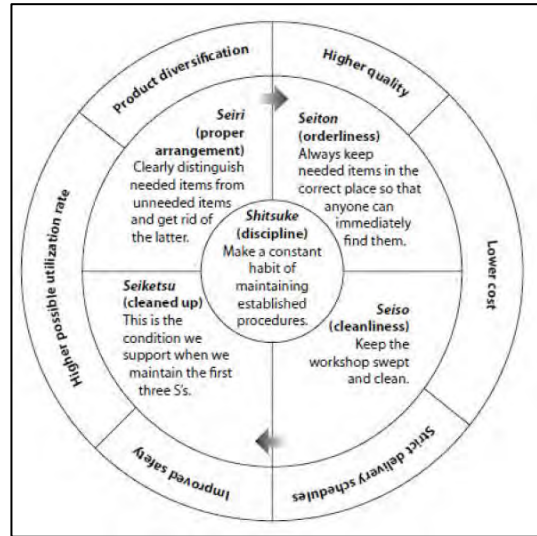 Product diversification
Higher quality
Lower cost
Strict delivery schedules
Improved safety
Higher possible utilization rate
Seiri
(proper
arrangement)
Clearly distinguish
needed items from
unneeded items
and get rid of
the latter.
Seiton
(orderliness)
Always keep
needed items in the
correct place so that
anyone can
immediately
find them.
Shitsuke
(discipline)
Make a constant
habit of
maintaining
established
procedures.
Seiketsu
(cleaned up)
This is the
condition we
support when we
maintain the first
three S's.
Seiso
(cleanliness)
Keep the
workshop swept
and clean.